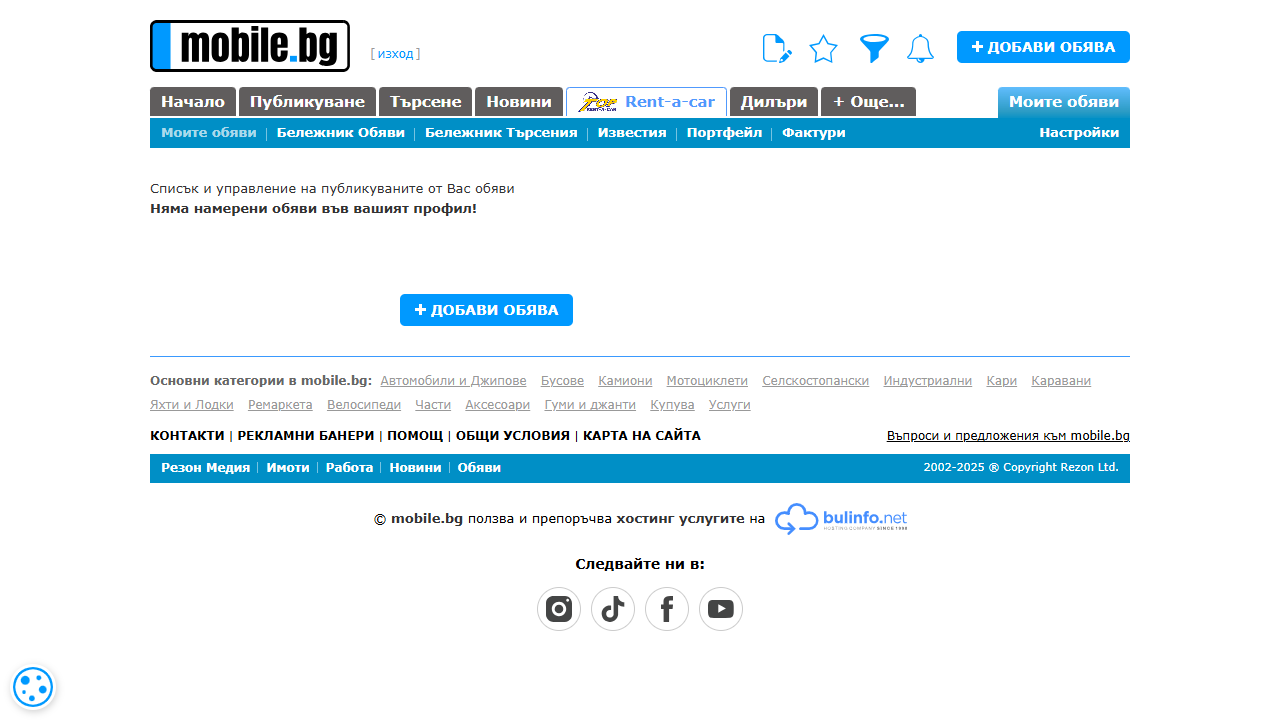 mobile.bg
[ изход ]
+ ДОБАВИ ОБЯВА
Начало Публикуване Търсене Новини RENT-A-CAR Rent-a-car Дилъри + Още... Моите обяви
Моите обяви | Бележник Обяви | Бележник Търсения | Известия | Портфейл | Фактури Настройки
Списък и управление на публикуваните от Вас обяви
Няма намерени обяви във вашият профил!
+ ДОБАВИ ОБЯВА
Основни категории в mobile.bg: Автомобили и Джипове Бусове Камиони Мотоциклети Селскостопански Индустриални Кари Каравани
Яхти и Лодки Ремаркета Велосипеди Части Аксесоари Гуми и джанти Купува Услуги
КОНТАКТИ | РЕКЛАМНИ БАНЕРИ | ПОМОЩ | ОБЩИ УСЛОВИЯ | КАРТА НА САЙТА Въпроси и предложения към mobile.bg
Резон Медия | Имоти | Работа | Новини | Обяви 2002-2025 ® Copyright Rezon Ltd.
© mobile.bg ползва и препоръчва хостинг услугите на bulinfo.net
HOSTING COMPANY SINCE 1998
Следвайте ни в: